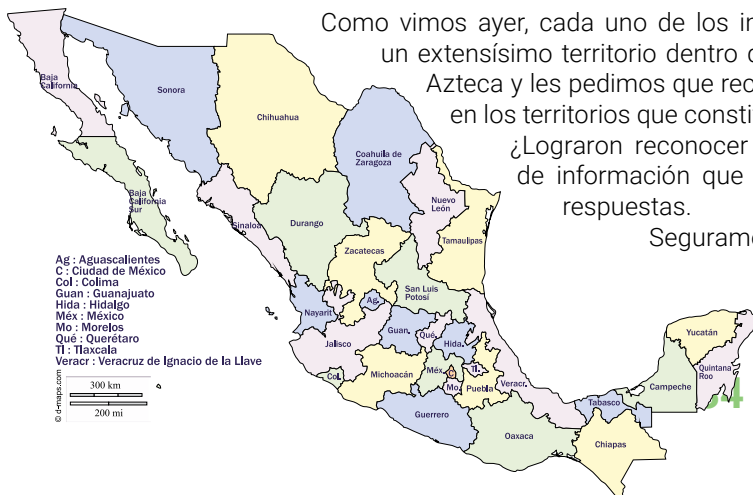 Como vimos ayer, cada uno de los
un extensísimo territorio dentro
Azteca y les pedimos que
en los territorios que
¿Lograron reconocer
de información que
respuestas.
Baja
California
Sonora
Chihuahua
Coahuila de
Zaragoza
Baja
California
Sur
Sinaloa
Durango
Nuevo
León
Tamaulipas
Zacatecas
San Luis
Potosí
Nayarit
Ag.
Guan.
Qué.
Hida.
Jalisco
Col.
Michoacán
Méx.
C
Tl.
Mo.
Puebla
Veracr.
Guerrero
Oaxaca
Tabasco
Chiapas
Campeche
Yucatán
Quintana
Roo
Ag : Aguascalientes
C : Ciudad de México
Col : Colima
Guan : Guanajuato
Hida : Hidalgo
Méx : México
Mo : Morelos
Qué : Querétaro
Tl : Tlaxcala
Veracr : Veracruz de Ignacio de la Llave
300 km
200 mi
© d-maps.com